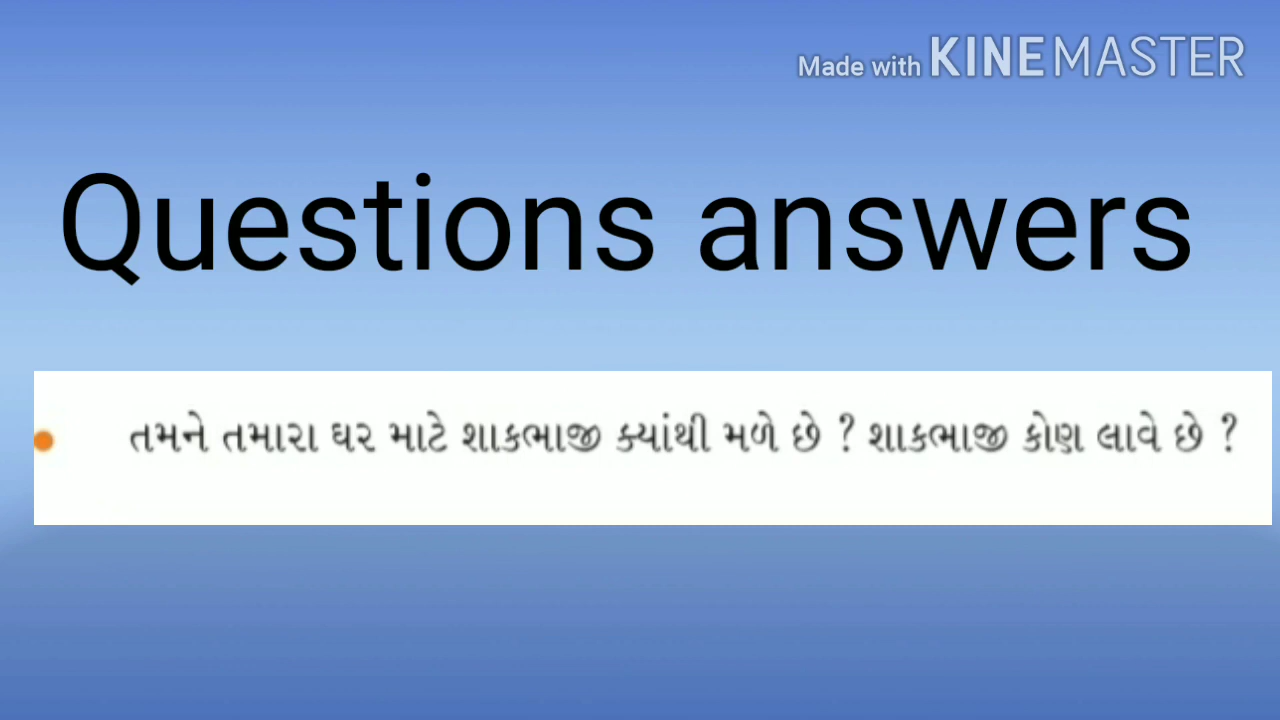 Made with KINEMASTER
Questions answers
તમને તમારા ઘર માટે શાકભાજી ક્યાંથી મળે છે ? શાકભાજી કોણ લાવે છે ?